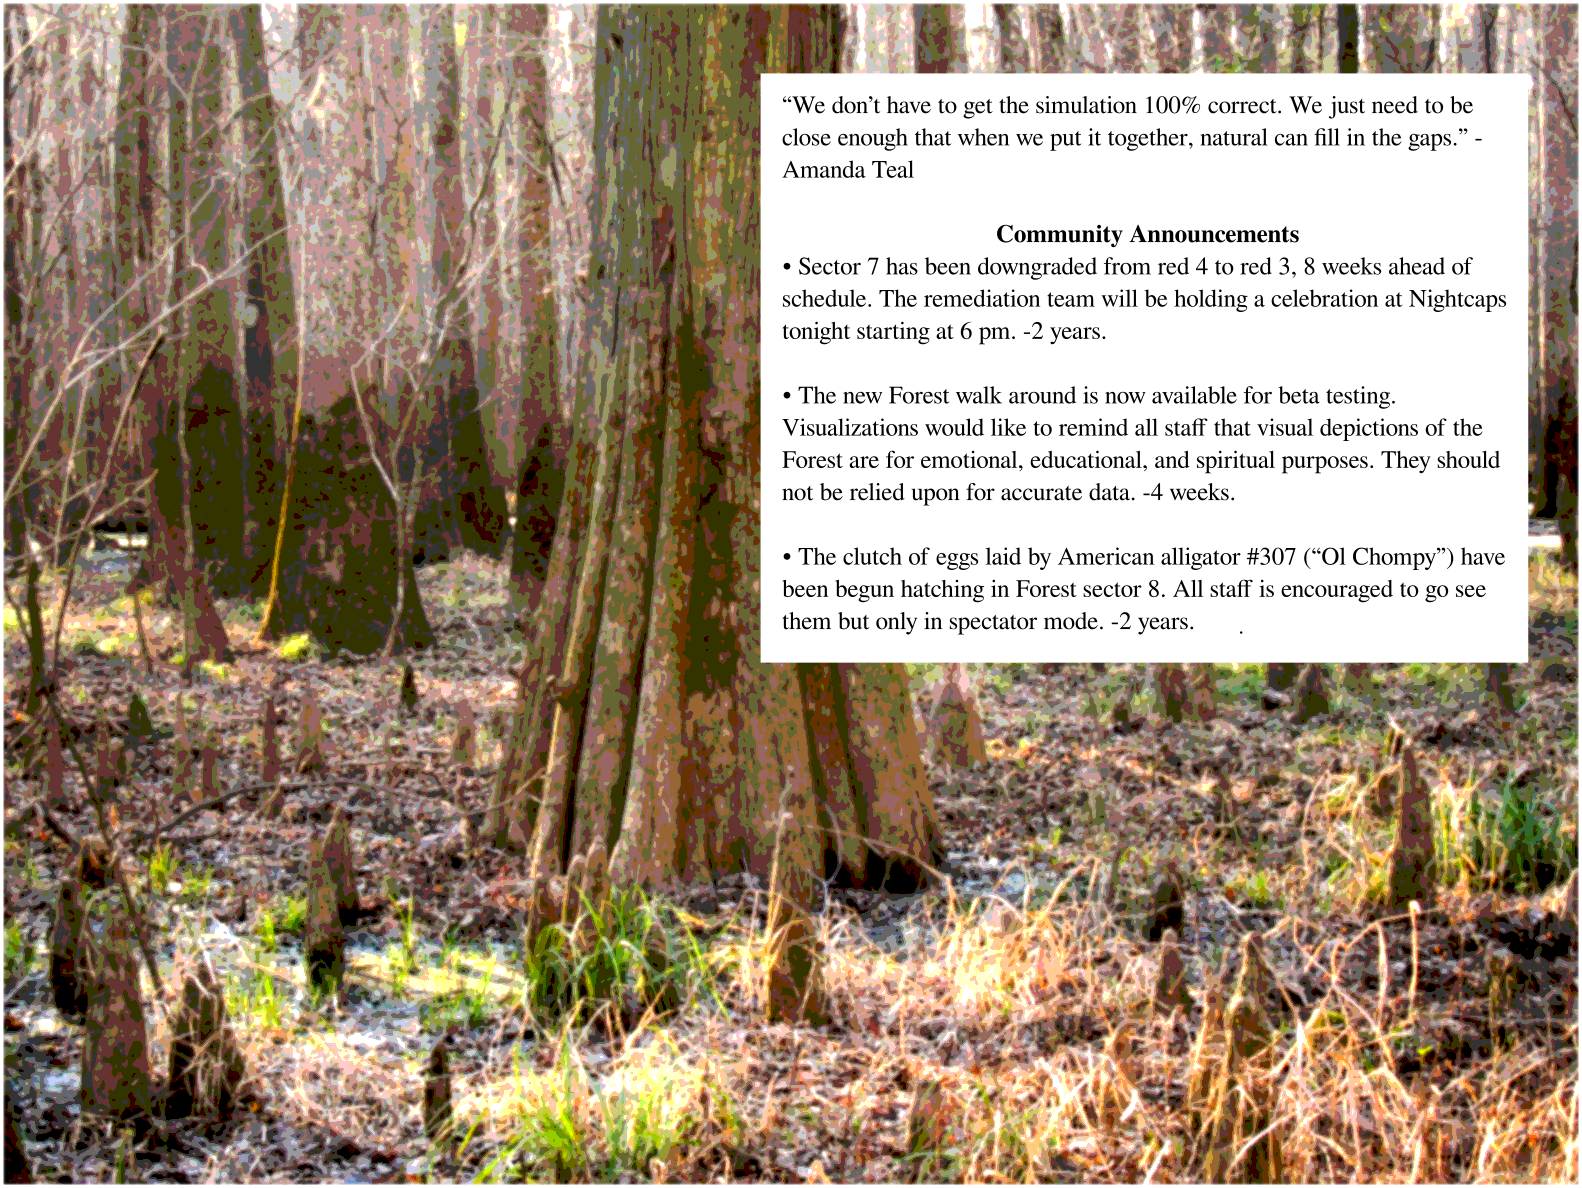 “We don’t have to get the simulation 100% correct. We just need to be
close enough that when we put it together, natural can fill in the gaps.” -
Amanda Teal
Community Announcements
• Sector 7 has been downgraded from red 4 to red 3, 8 weeks ahead of
schedule. The remediation team will be holding a celebration at Nightcaps
tonight starting at 6 pm. -2 years.
• The new Forest walk around is now available for beta testing.
Visualizations would like to remind all staff that visual depictions of the
Forest are for emotional, educational, and spiritual purposes. They should
not be relied upon for accurate data. -4 weeks.
• The clutch of eggs laid by American alligator #307 (“Ol Chompy”) have
been begun hatching in Forest sector 8. All staff is encouraged to go see
them but only in spectator mode. -2 years. .